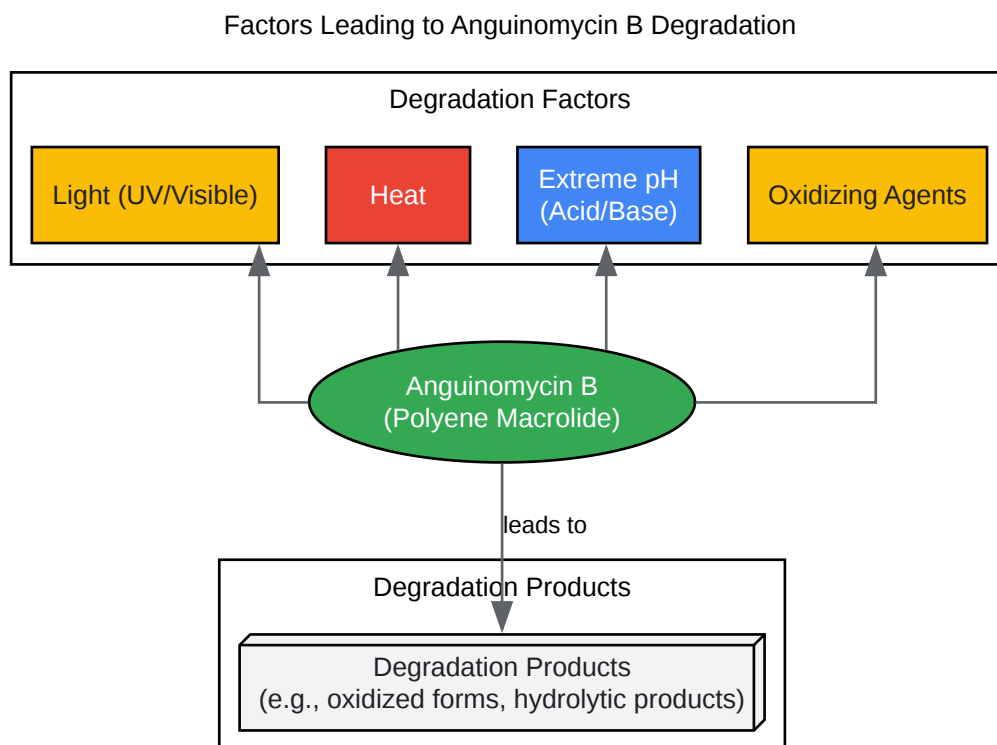 Factors Leading to Anguinomycin B Degradation
Degradation Factors
Light (UV/Visible)
Heat
Extreme pH
(Acid/Base)
Oxidizing Agents
Anguinomycin B
(Polyene Macrolide)
leads to
Degradation Products
Degradation Products
(e.g., oxidized forms, hydrolytic products)